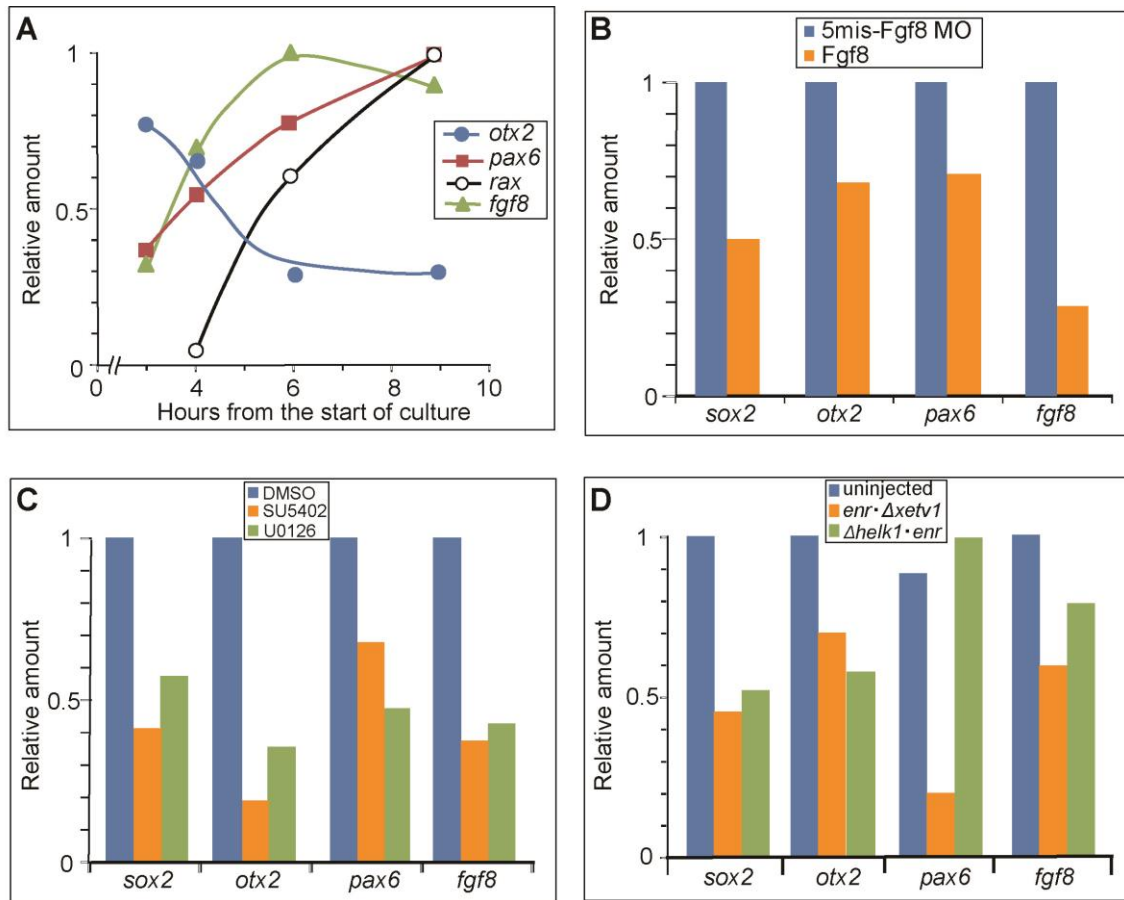 A
Relative amount
1
0.5
0
otx2
pax6
rax
fgf8
0 4 6 8 10
Hours from the start of culture
B
5mis-Fgf8 MO
Fgf8
Relative amount
1
0.5
0
sox2 otx2 pax6 fgf8
C
DMSO
SU5402
U0126
Relative amount
1
0.5
0
sox2 otx2 pax6 fgf8
D
uninjected
enr·Δxetv1
Δhelk1·enr
Relative amount
1
0.5
0
sox2 otx2 pax6 fgf8